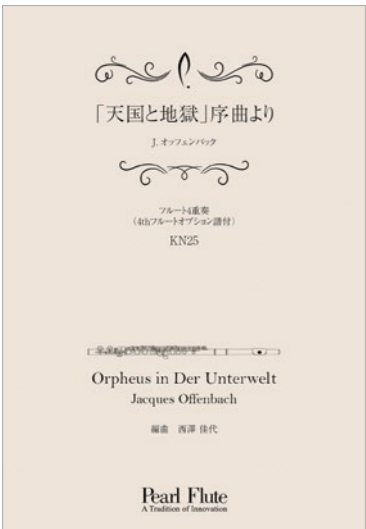 「天国と地獄」序曲より
J. オッフェンバック
フルート4重奏
（4thフルートオプション譜付）
KN25
Orpheus in Der Unterwelt
Jacques Offenbach
編曲　西澤 佳代
Pearl Flute
A Tradition of Innovation